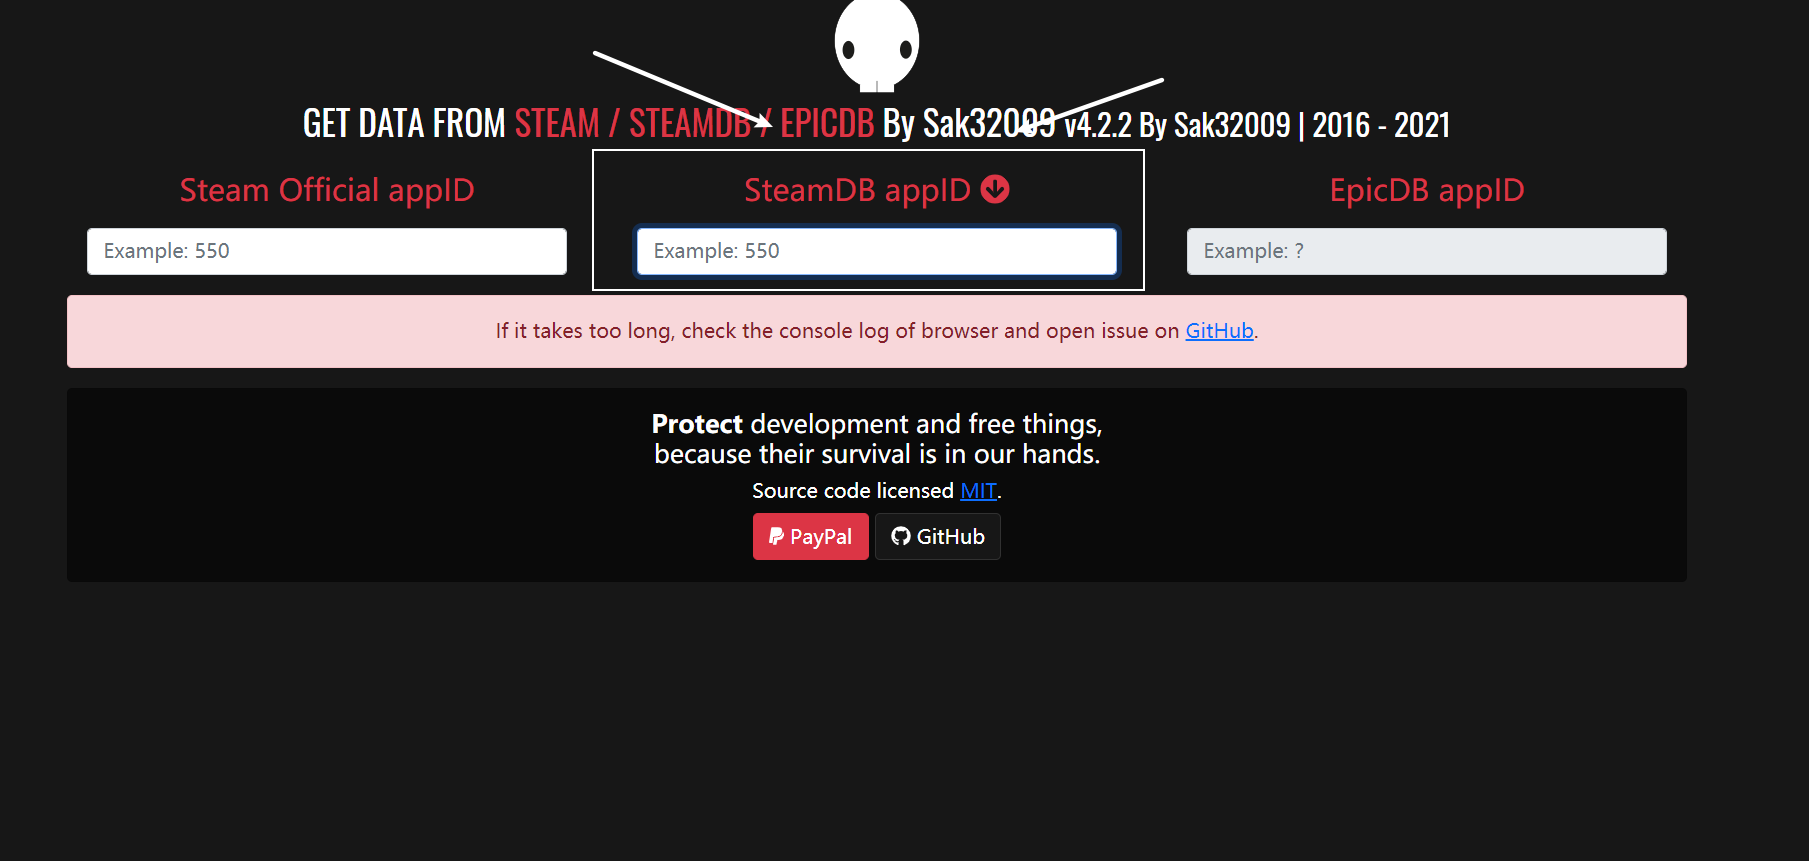 GET DATA FROM STEAM / STEAMDB / EPICDB By Sak32009 v4.2.2 By Sak32009 | 2016 - 2021
Steam Official appID
SteamDB appID
EpicDB appID
Example: 550
Example: 550
Example: ?
If it takes too long, check the console log of browser and open issue on GitHub.
Protect development and free things,
because their survival is in our hands.
Source code licensed MIT.
PayPal
GitHub